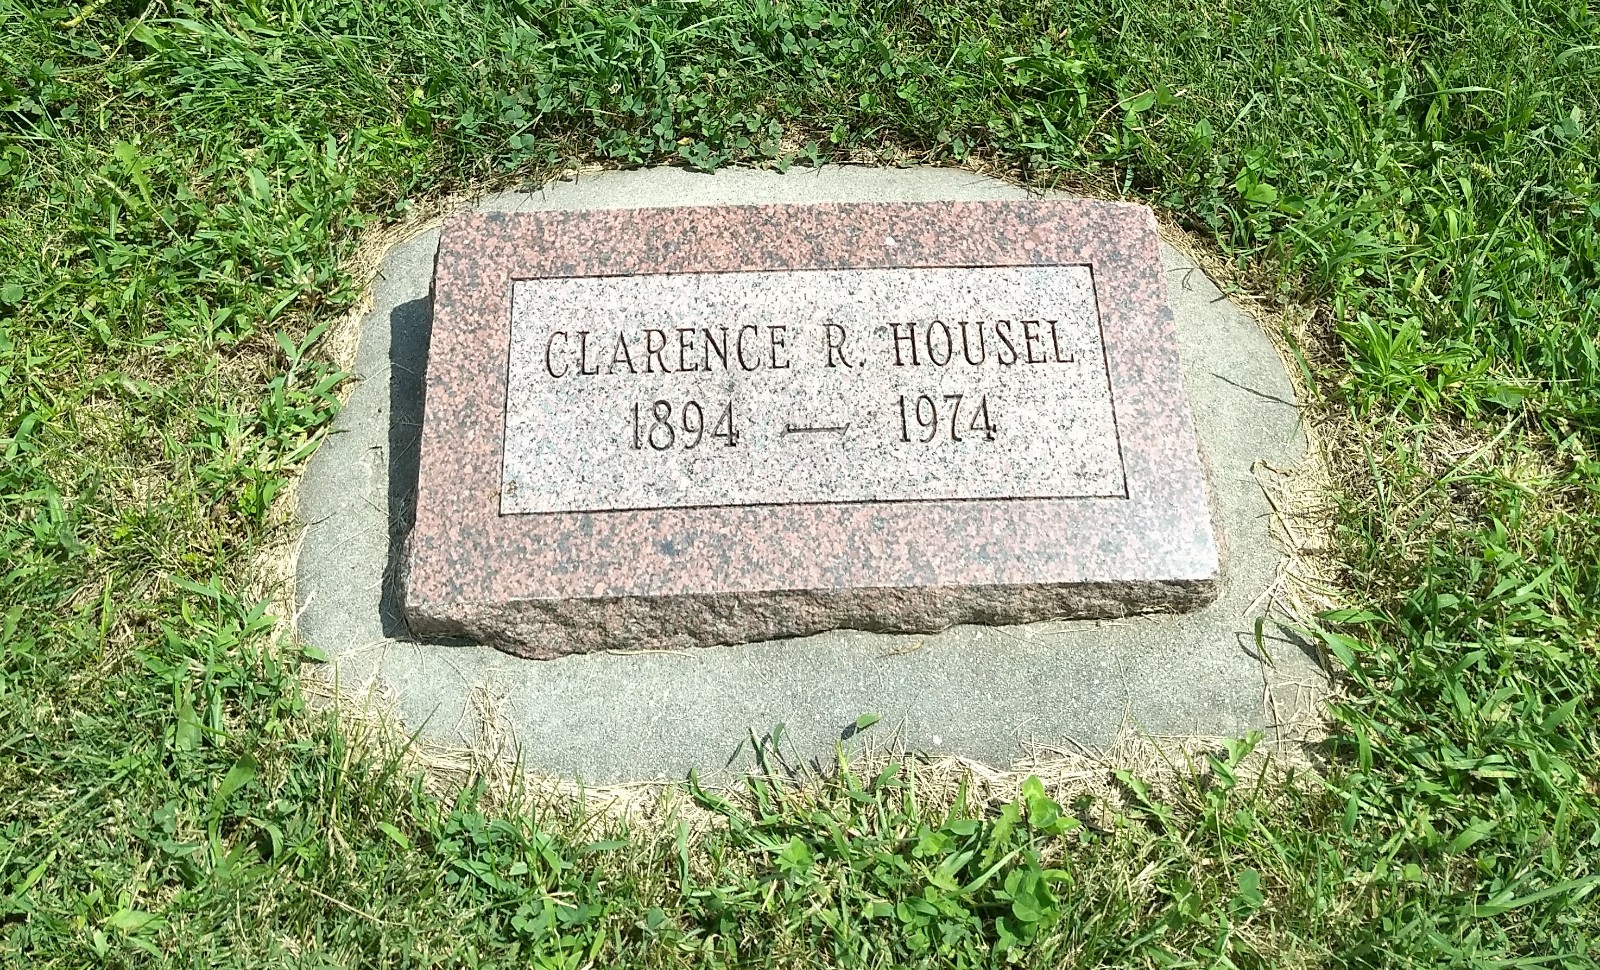 CLARENCE R. HOUSEL
1894 — 1974